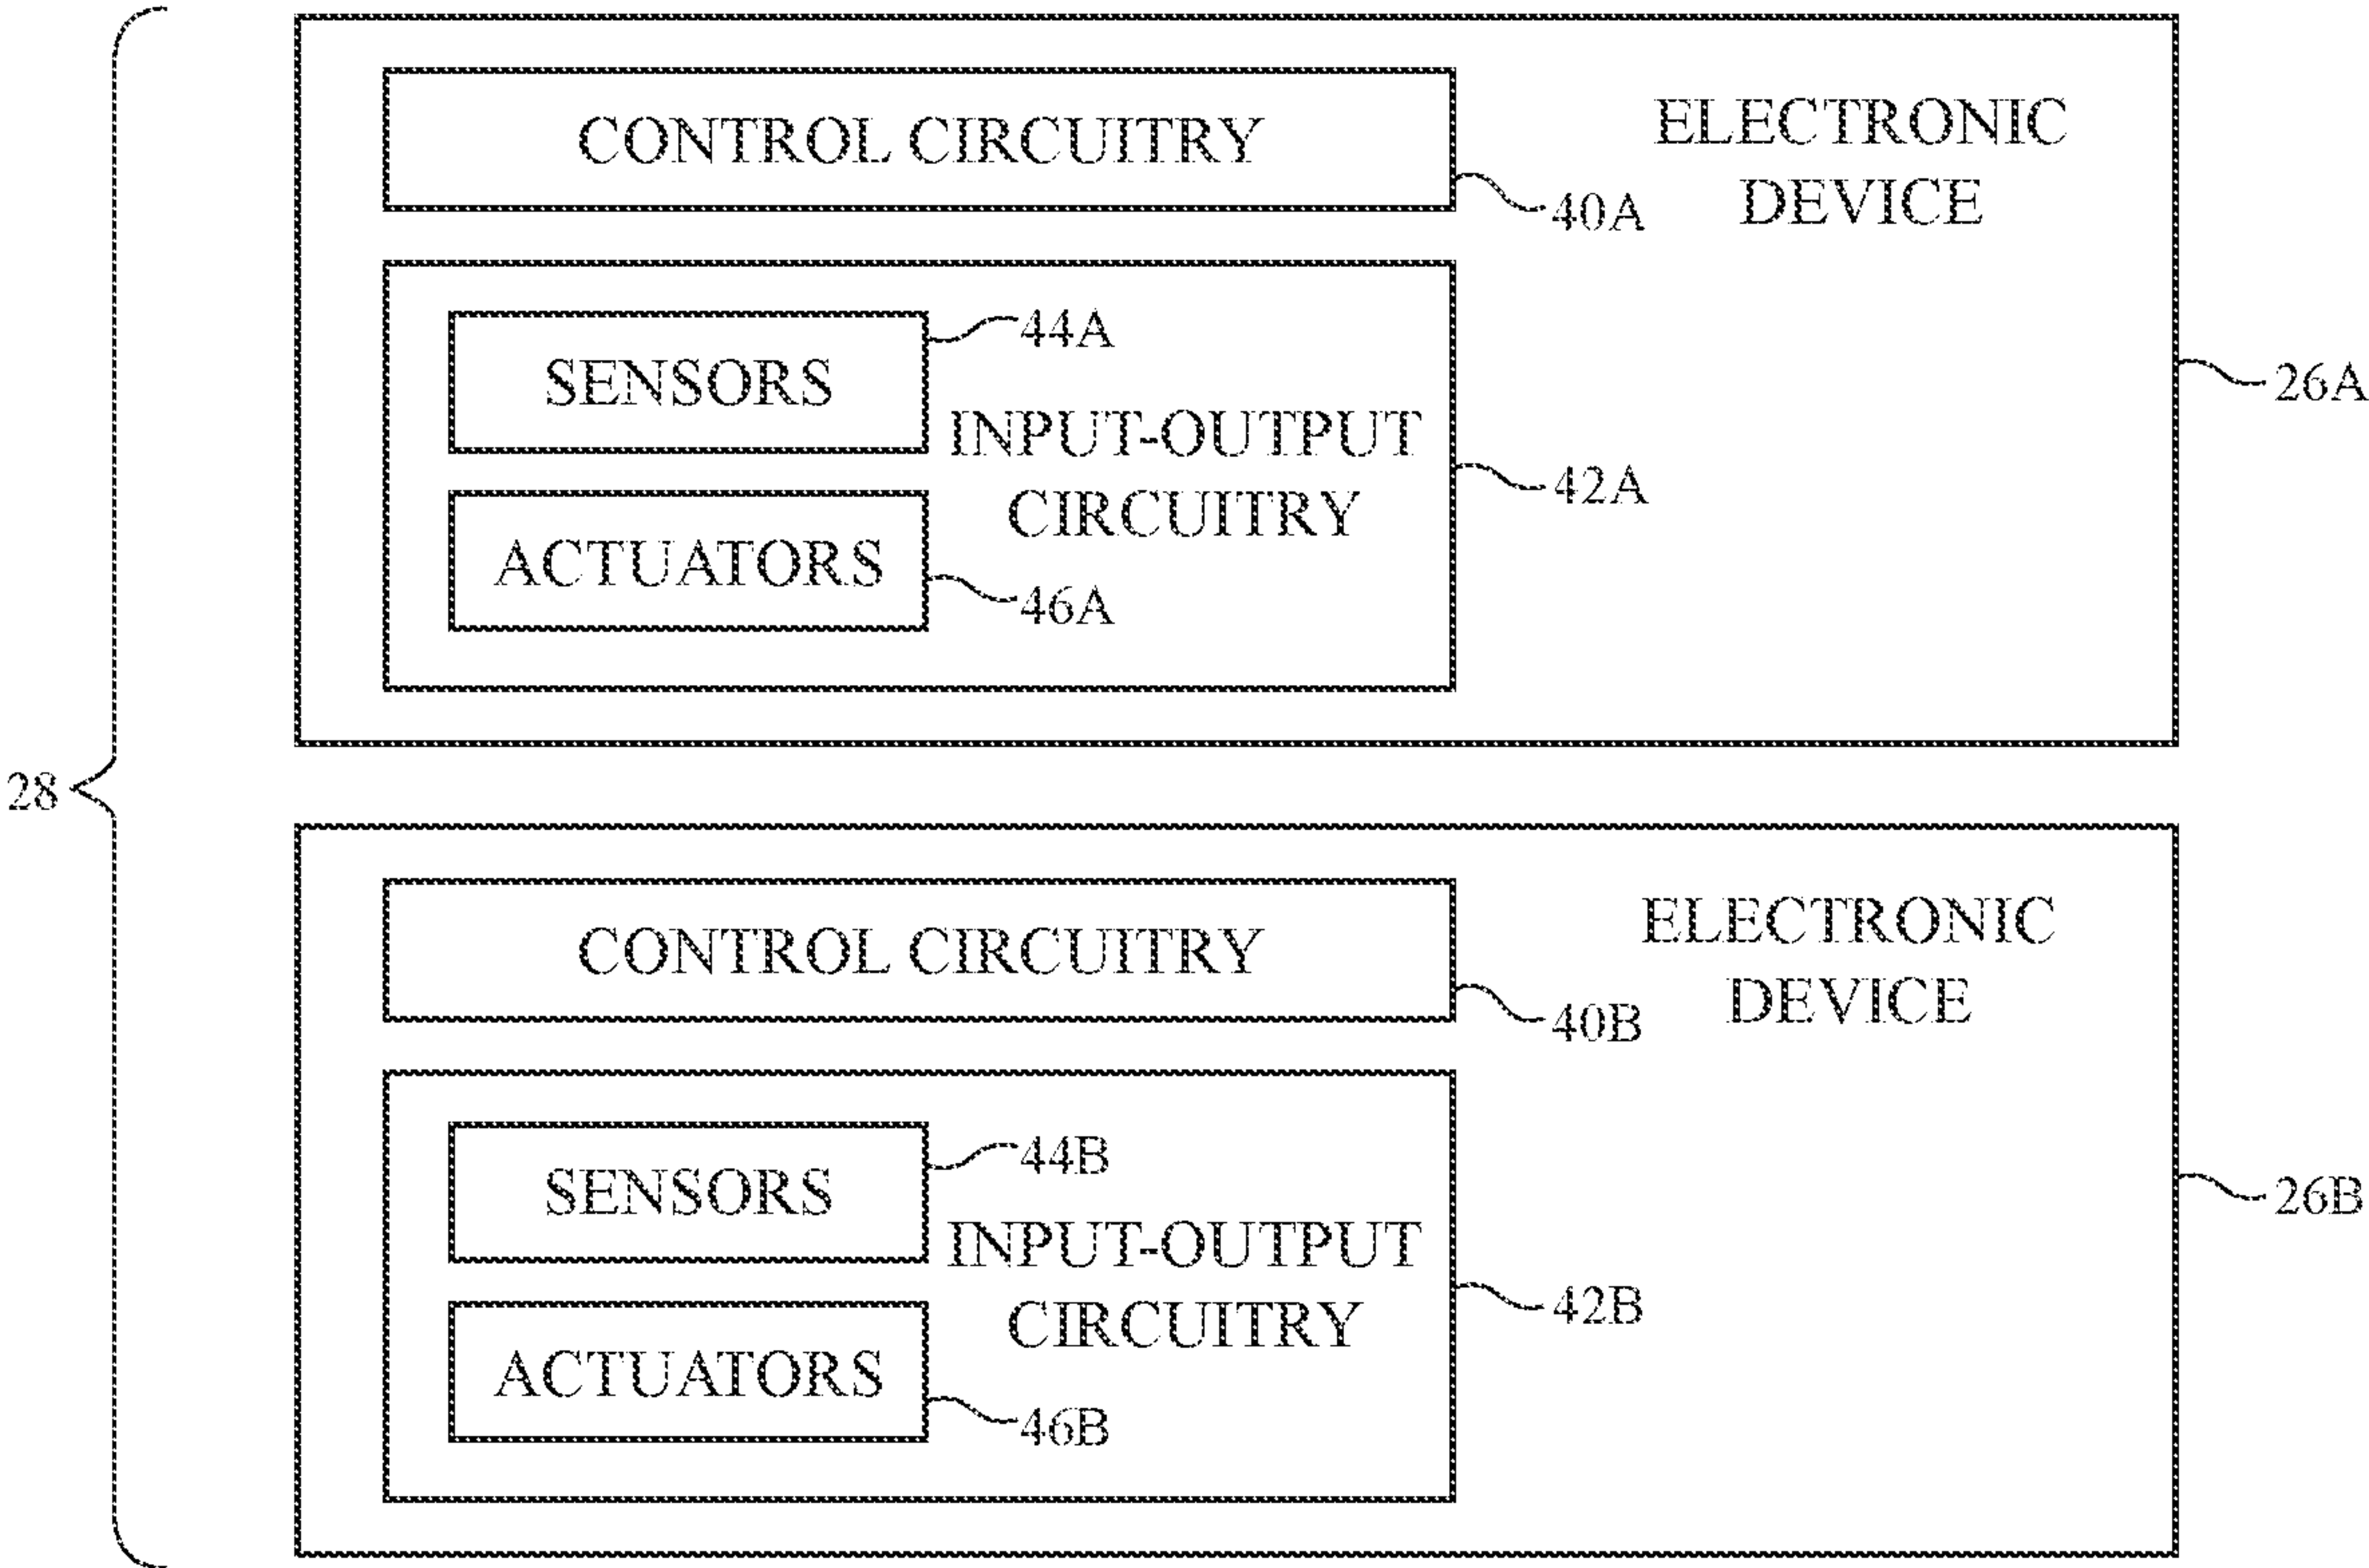 CONTROL CIRCUITRY
40A
ELECTRONIC
DEVICE
SENSORS
44A
INPUT-OUTPUT
CIRCUITRY
ACTUATORS
46A
42A
26A
28
CONTROL CIRCUITRY
40B
ELECTRONIC
DEVICE
SENSORS
44B
INPUT-OUTPUT
CIRCUITRY
ACTUATORS
46B
42B
26B